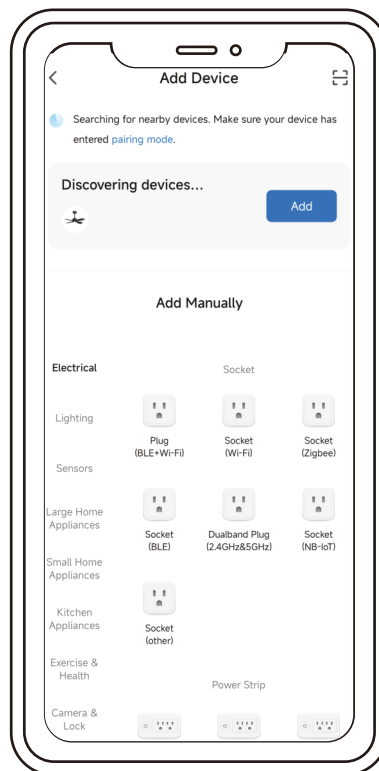 Add Device
Searching for nearby devices. Make sure your device has
entered pairing mode.
Discovering devices...
Add
Add Manually
Electrical
Lighting
Sensors
Large Home
Appliances
Small Home
Appliances
Kitchen
Appliances
Exercise &
Health
Camera &
Lock
Socket
Plug
(BLE+Wi-Fi)
Socket
(Wi-Fi)
Socket
(Zigbee)
Socket
(BLE)
Dualband Plug
(2.4GHz&5GHz)
Socket
(NB-IoT)
Socket
(other)
Power Strip